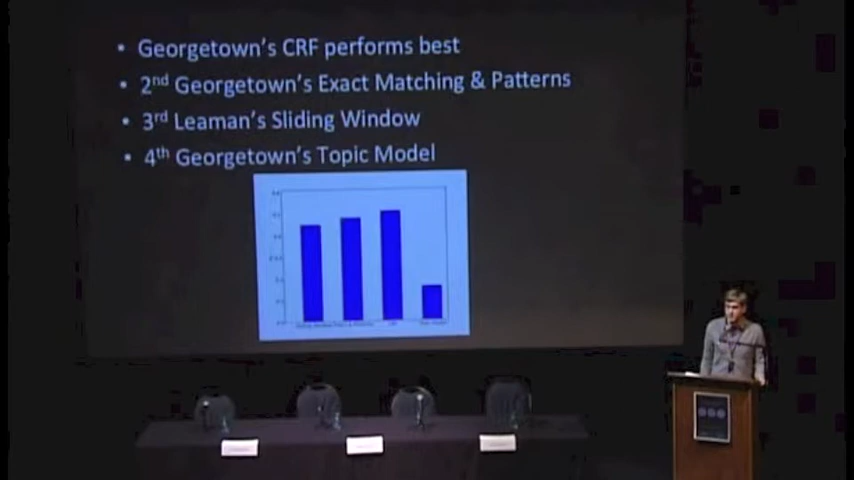 • Georgetown's CRF performs best
• 2nd Georgetown's Exact Matching & Patterns
• 3rd Leaman's Sliding Window
• 4th Georgetown's Topic Model